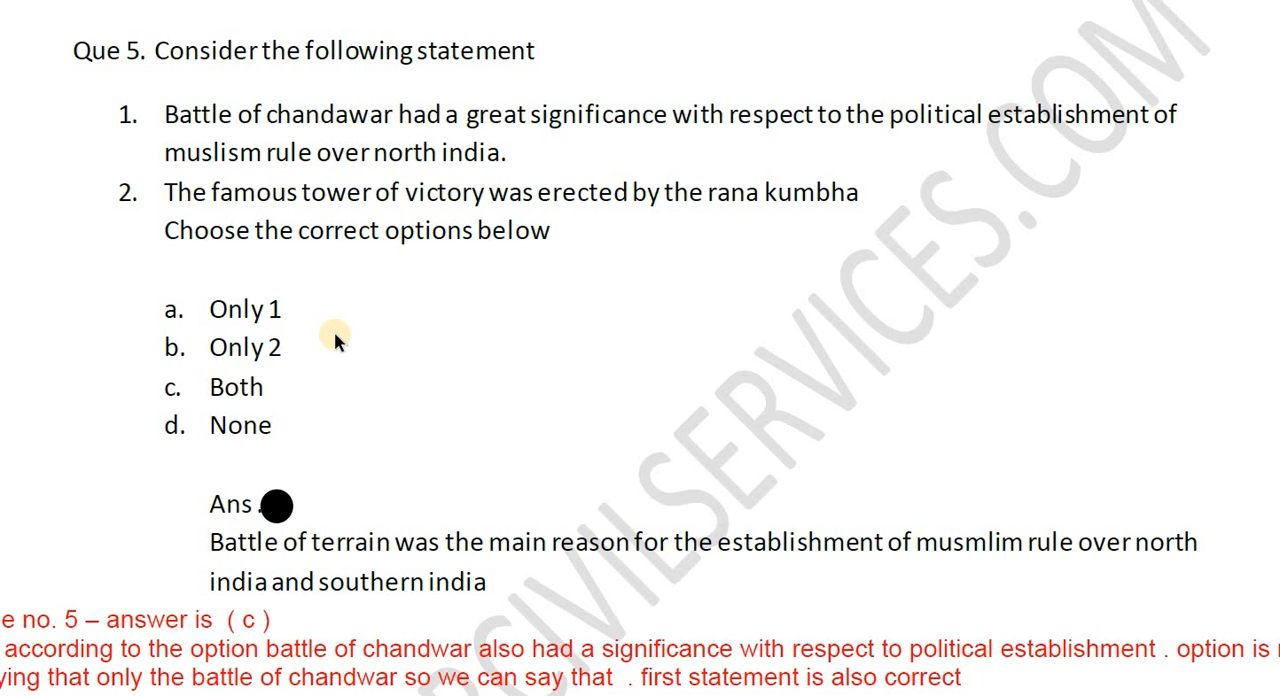 Que 5. Consider the following statement
1. Battle of chandawar had a great significance with respect to the political establishment of
muslism rule over north india.
2. The famous tower of victory was erected by the rana kumbha
Choose the correct options below
a. Only 1
b. Only 2
c. Both
d. None
Ans .
Battle of terrain was the main reason for the establishment of musmlim rule over north
india and southern india
e no. 5 – answer is ( c )
according to the option battle of chandwar also had a significance with respect to political establishment . option is
ying that only the battle of chandwar so we can say that . first statement is also correct
RCIVILSERVICES.COM